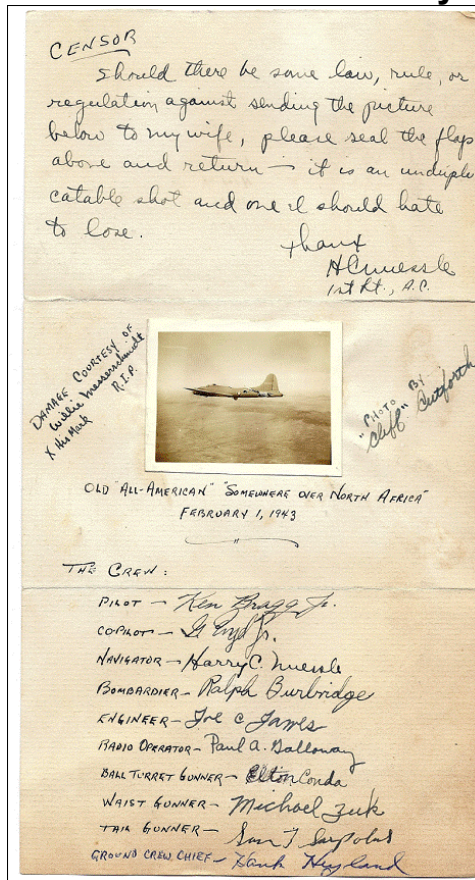 CENSOR
Should there be some law, rule, or
regulation against sending the picture
below to my wife, please seal the flaps
above and return — it is an undupli
catable shot and one I should hate
to lose.
Thanx
HCNuessle
1st Lt., A.C.
DAMAGE COURTESY OF
Willie Messerschmidt
R.I.P.
X His Mark
"PHOTO BY
"Cliff" Cutforth
OLD "ALL-AMERICAN" "SOMEWHERE OVER NORTH AFRICA"
FEBRUARY 1, 1943
THE CREW:
PILOT — Ken Bragg Jr.
COPILOT — Jr.
NAVIGATOR — Harry C. Nuessle
BOMBARDIER — Ralph Burbridge
ENGINEER — Joe C James
RADIO OPERATOR — Paul A. Galloway
BALL TURRET GUNNER — Elton Conda
WAIST GUNNER — Michael Zuk
TAIL GUNNER — Sam T Sarpolus
GROUND CREW CHIEF — Hank Hyland